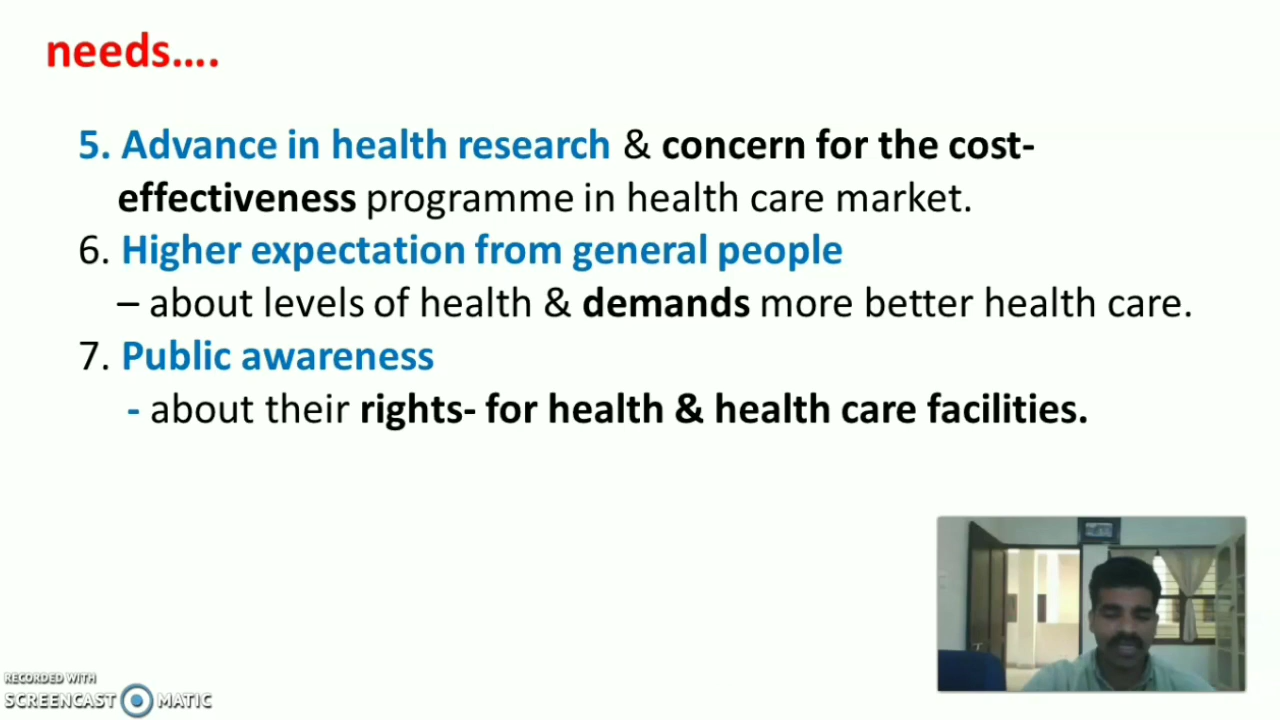 needs….
5. Advance in health research & concern for the cost-
effectiveness programme in health care market.
6. Higher expectation from general people
– about levels of health & demands more better health care.
7. Public awareness
- about their rights- for health & health care facilities.
RECORDED WITH
SCREENCAST MATIC